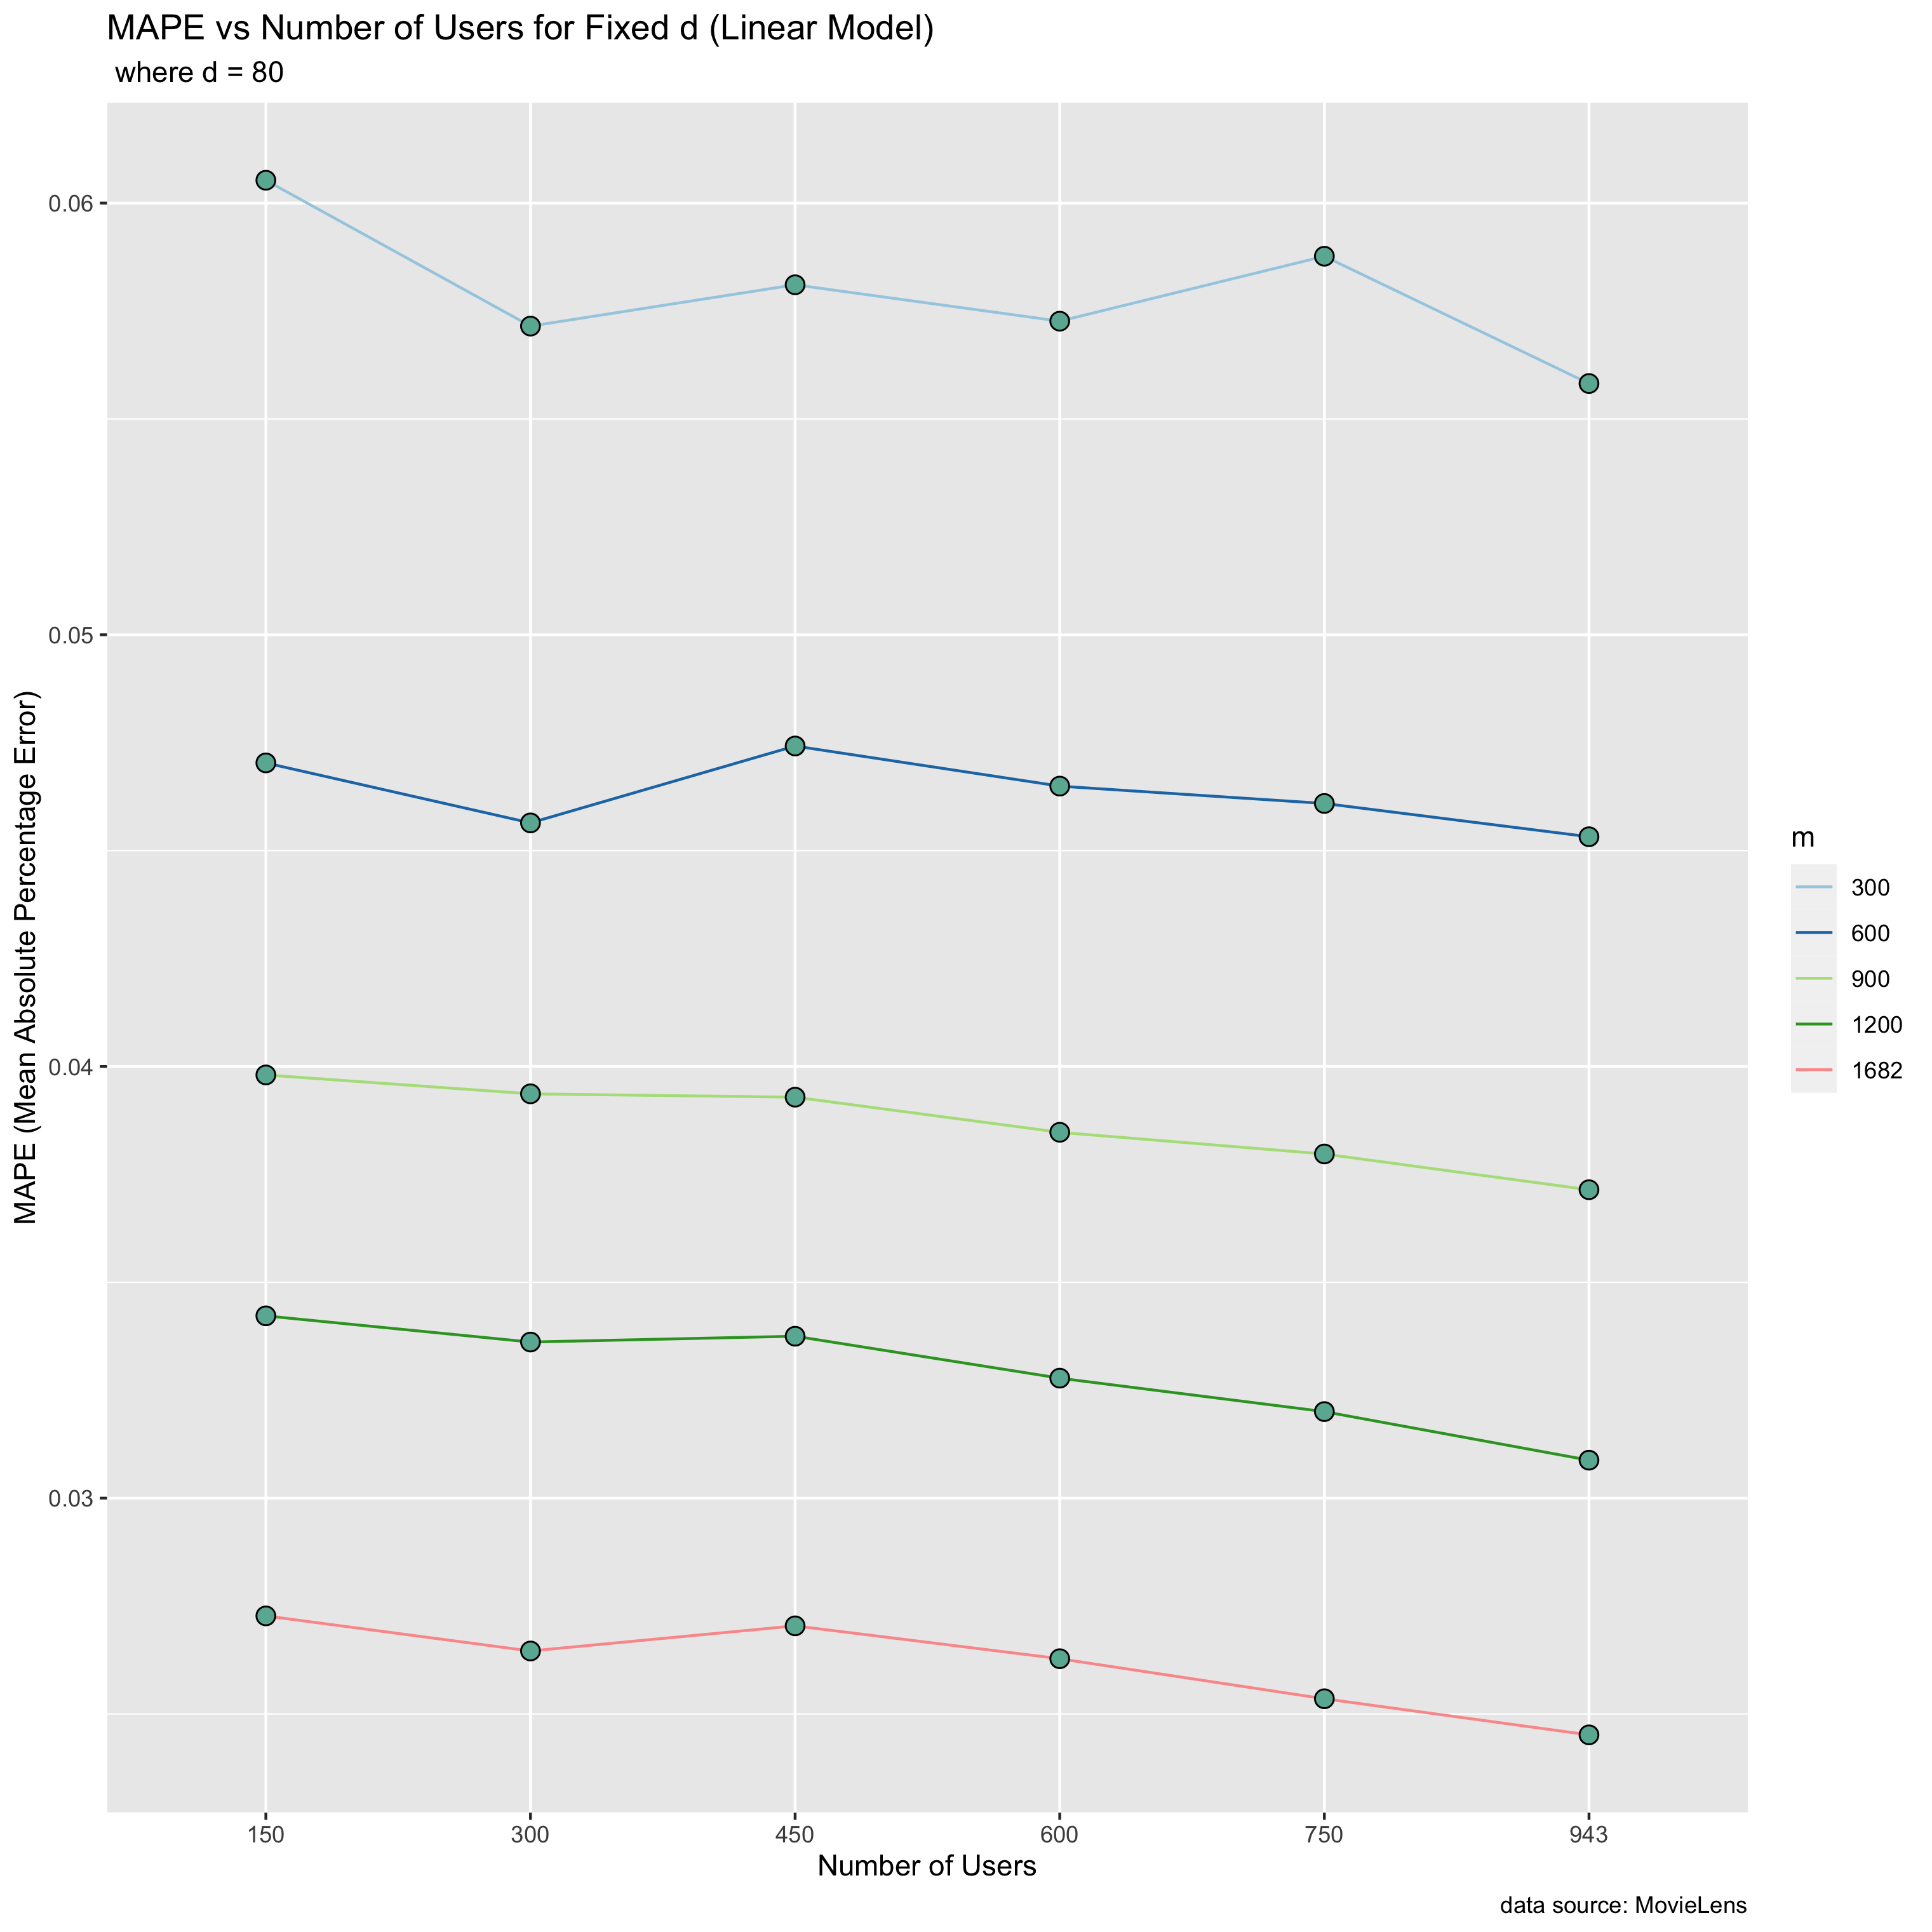 MAPE vs Number of Users for Fixed d (Linear Model)
where d = 80
MAPE (Mean Absolute Percentage Error)
0.06
0.05
0.04
0.03
150 300 450 600 750 943
Number of Users
m
300
600
900
1200
1682
data source: MovieLens